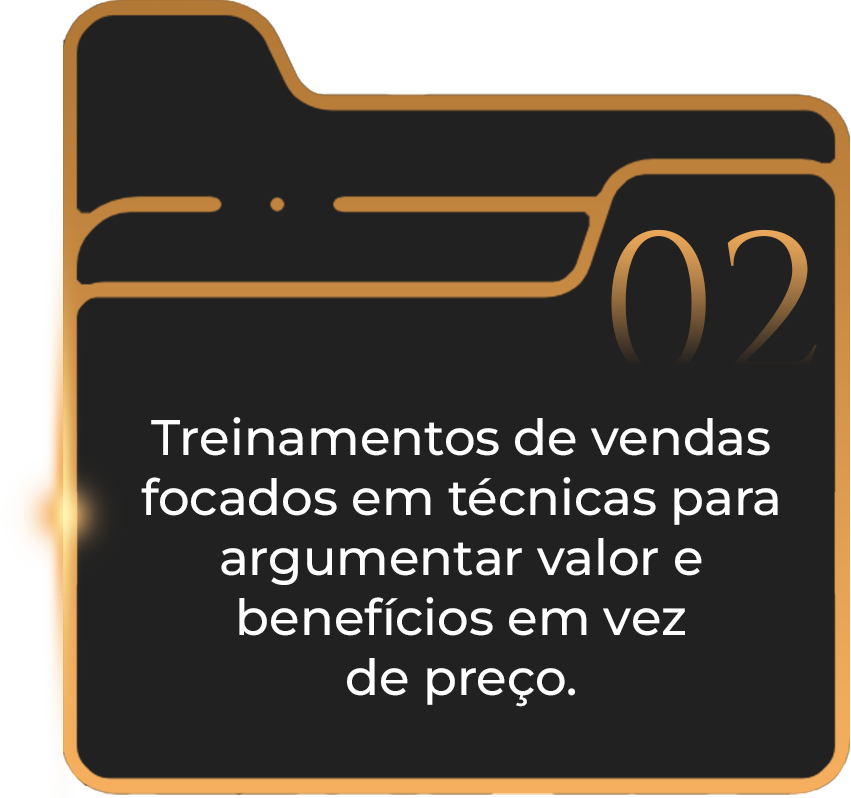 02
Treinamentos de vendas
focados em técnicas para
argumentar valor e
benefícios em vez
de preço.